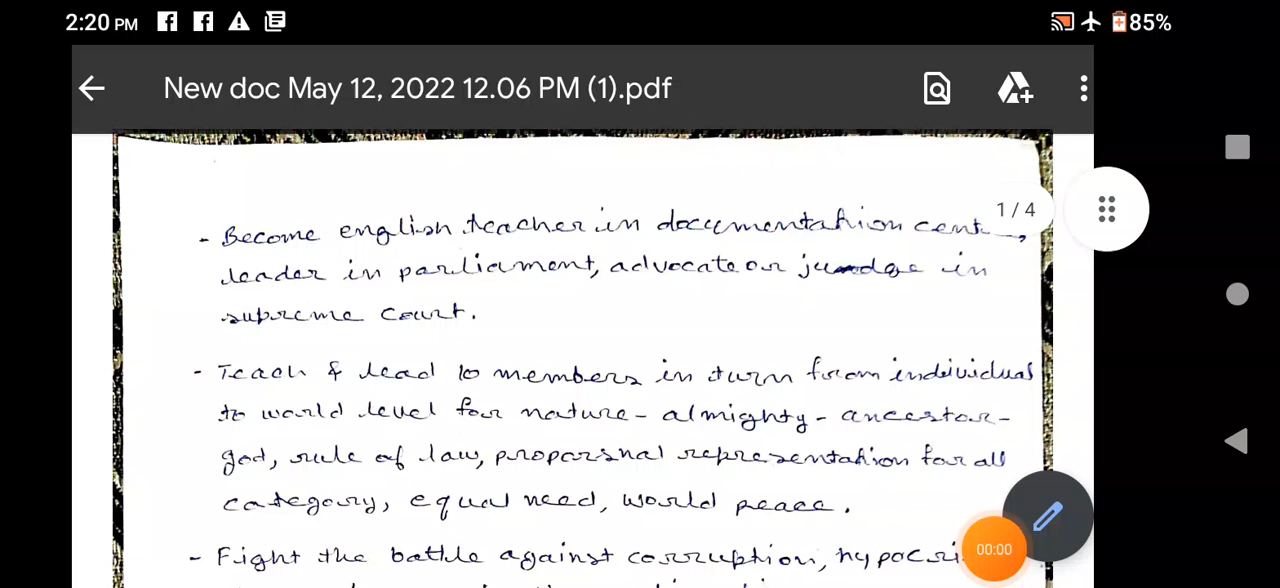 2:20 PM 85%
New doc May 12, 2022 12.06 PM (1).pdf
1 / 4
- Become english teacher in documentation cent
leader in parliament, advocate or judge in
supreme court.
- Teach & lead 10 members in turn from individual
to world level for nature - almighty - ancestor -
god, rule of law, proparsnal representation for all
category, equal need, world peace.
- Fight the battle against corruption, hypocri
00:00